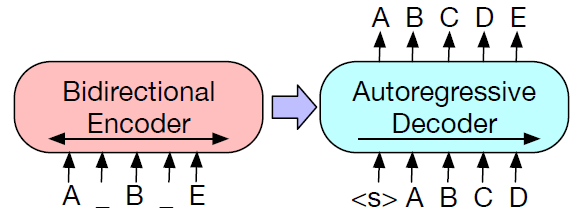 A B C D E
Bidirectional
Encoder
Autoregressive
Decoder
A _ B _ E
<s> A B C D